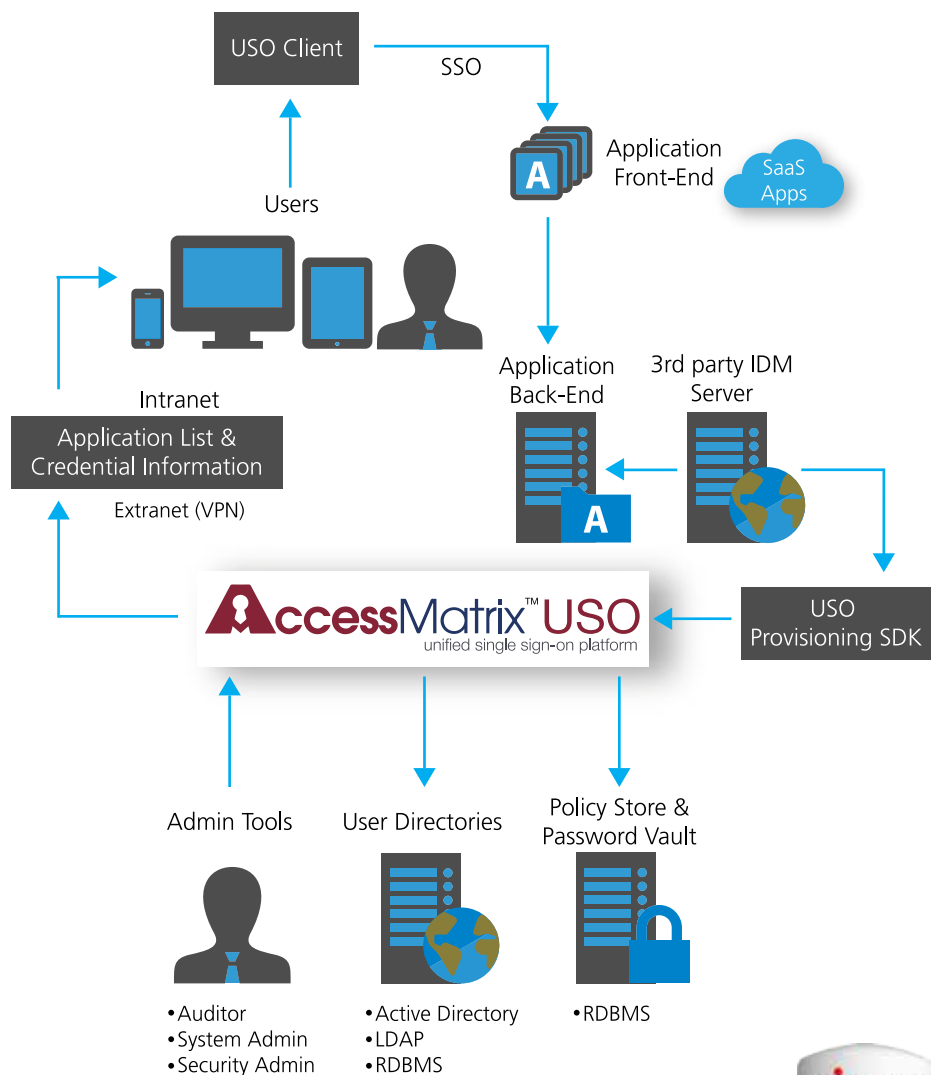 USO Client
SSO
Application
Front-End
SaaS
Apps
A
Users
Application
Back-End
3rd party IDM
Server
Intranet
Application List &
Credential Information
Extranet (VPN)
A
AccessMatrix™ USO
unified single sign-on platform
USO
Provisioning SDK
Admin Tools
User Directories
Policy Store &
Password Vault
•Auditor
•System Admin
•Security Admin
•Active Directory
•LDAP
•RDBMS
•RDBMS